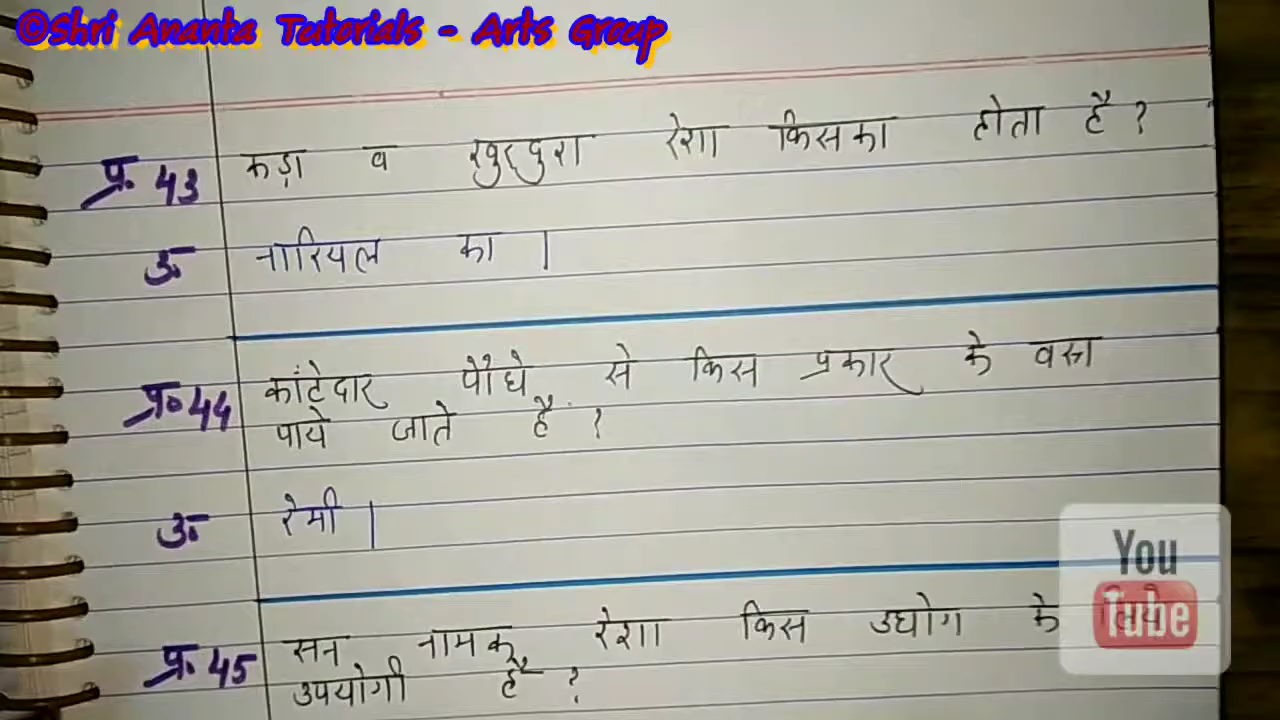 ©Shri Ananta Tutorials - Arts Group
प्र. 43 कड़ा व खुरदुरा रेशा किसका होता है ?
उ॰ नारियल का |
प्र॰ 44 कांटेदार पौधे से किस प्रकार के वस्त्र
पाये जाते है ?
उ॰ रेमी |
प्र. 45 सन नामक रेशा किस उद्योग के लिये
उपयोगी है ?
You
Tube